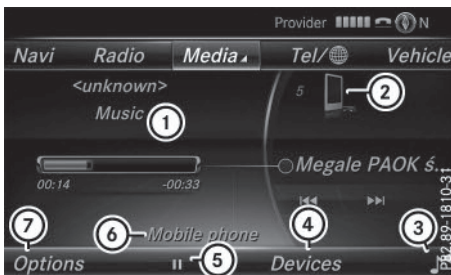 Provider N
Navi Radio Media Tel/ Vehicle
<unknown>
Music
1
5
2
Megale PAOK ś...
00:14 -00:33
7
6
Mobile phone
4
3
Options
5
Devices
P82.89-1810-31